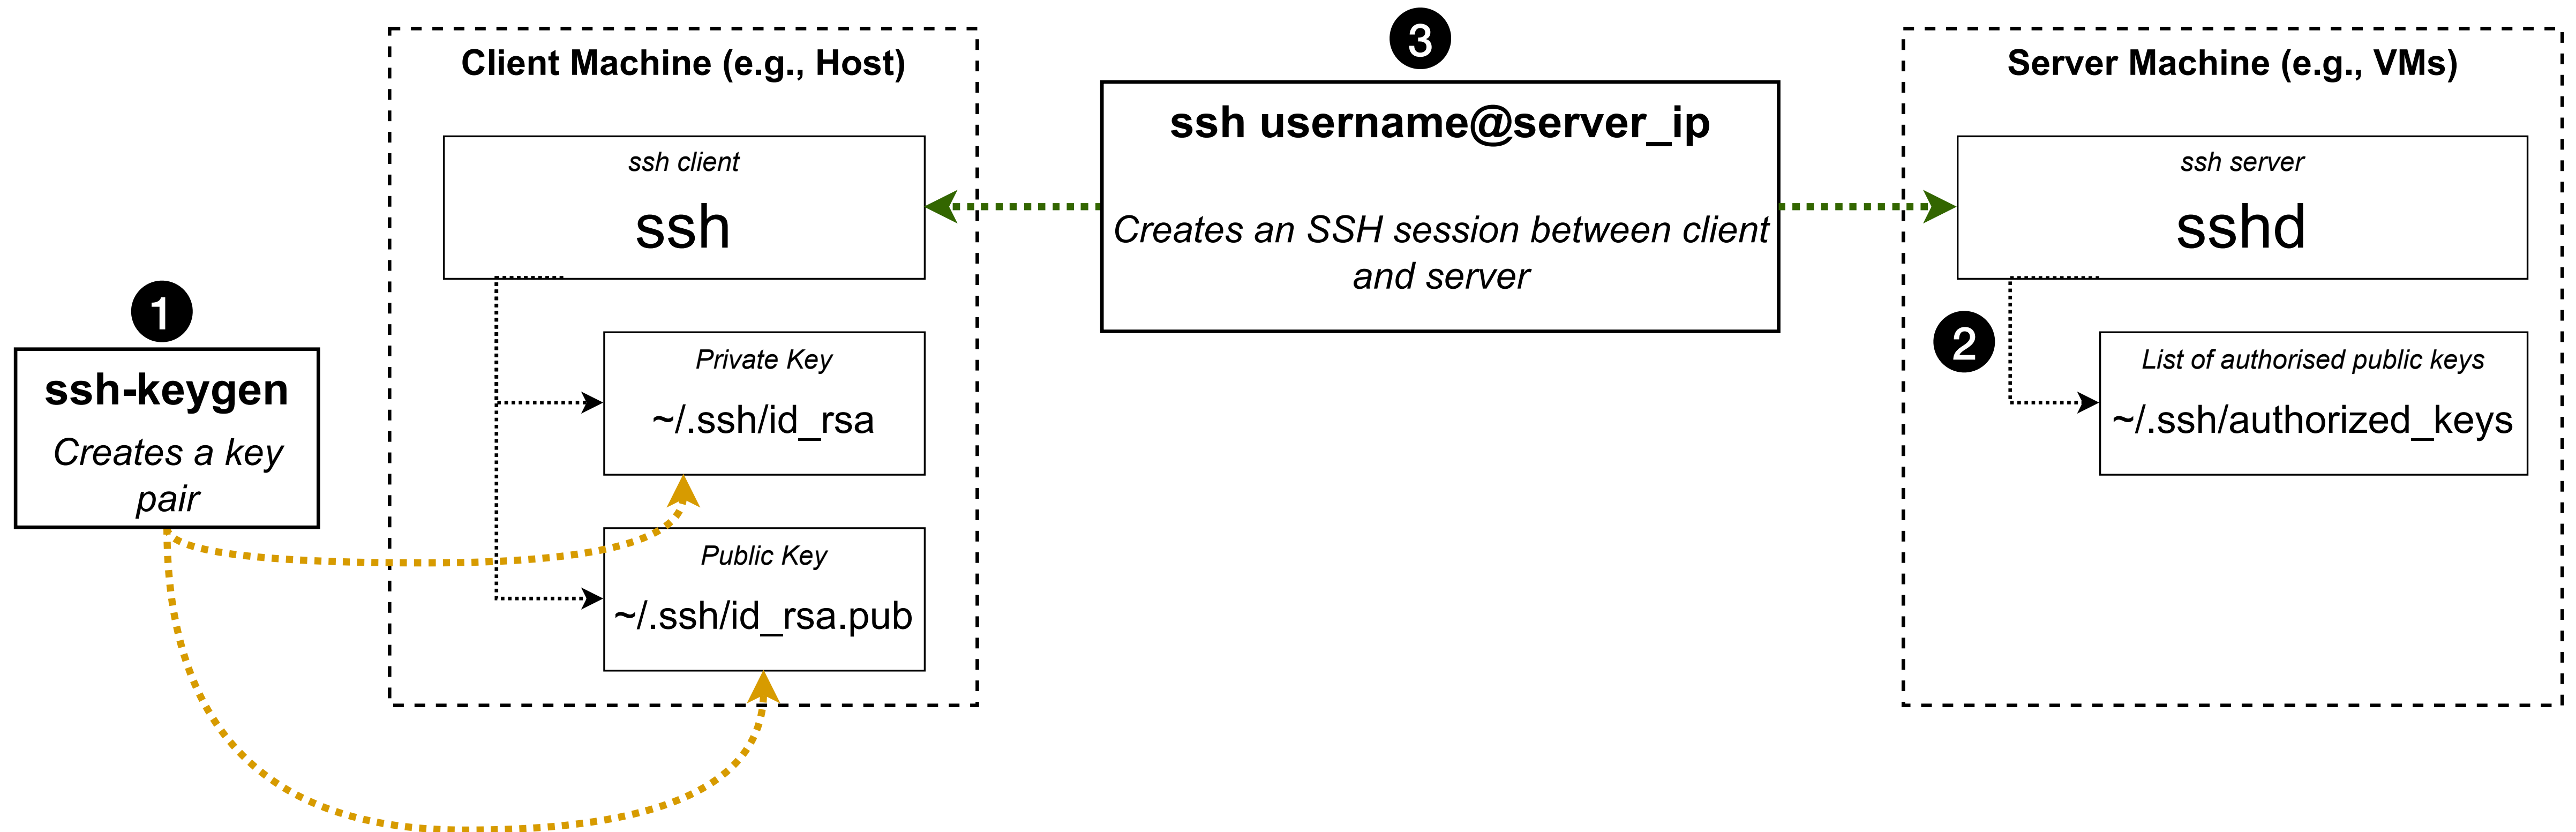 1
ssh-keygen
Creates a key
pair
Client Machine (e.g., Host)
ssh client
ssh
Private Key
~/.ssh/id_rsa
Public Key
~/.ssh/id_rsa.pub
3
ssh username@server_ip
Creates an SSH session between client
and server
Server Machine (e.g., VMs)
ssh server
sshd
2
List of authorised public keys
~/.ssh/authorized_keys